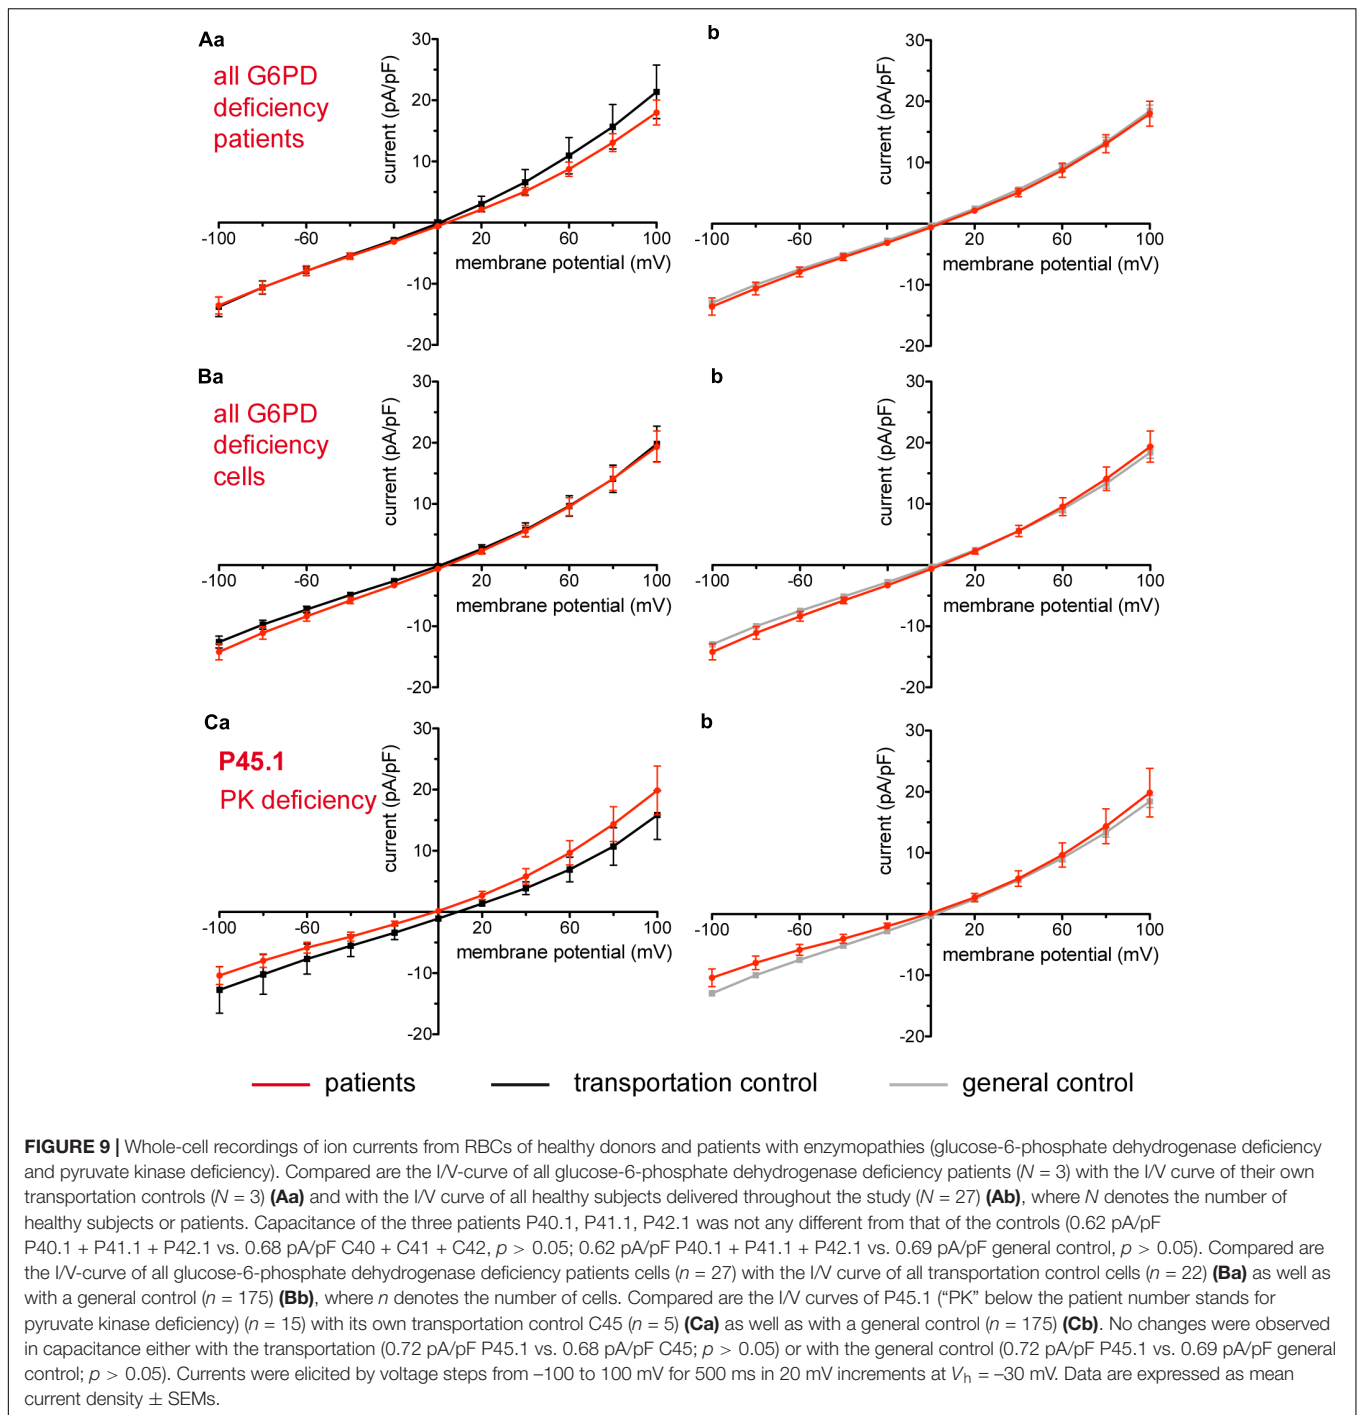 Aa
all G6PD
deficiency
patients
current (pA/pF)
30
20
10
-10
-20
-100
-60
20
60
100
membrane potential (mV)
b
current (pA/pF)
30
20
10
-10
-20
-100
-60
20
60
100
membrane potential (mV)
Ba
all G6PD
deficiency
cells
current (pA/pF)
30
20
10
-10
-20
-100
-60
20
60
100
membrane potential (mV)
b
current (pA/pF)
30
20
10
-10
-20
-100
-60
20
60
100
membrane potential (mV)
Ca
P45.1
PK deficiency
current (pA/pF)
30
20
10
-10
-20
-100
-60
20
60
100
membrane potential (mV)
b
current (pA/pF)
30
20
10
-10
-20
-100
-60
20
60
100
membrane potential (mV)
patients transportation control general control
FIGURE 9 | Whole-cell recordings of ion currents from RBCs of healthy donors and patients with enzymopathies (glucose-6-phosphate dehydrogenase deficiency
and pyruvate kinase deficiency). Compared are the I/V-curve of all glucose-6-phosphate dehydrogenase deficiency patients (N = 3) with the I/V curve of their own
transportation controls (N = 3) (Aa) and with the I/V curve of all healthy subjects delivered throughout the study (N = 27) (Ab), where N denotes the number of
healthy subjects or patients. Capacitance of the three patients P40.1, P41.1, P42.1 was not any different from that of the controls (0.62 pA/pF
P40.1 + P41.1 + P42.1 vs. 0.68 pA/pF C40 + C41 + C42, p > 0.05; 0.62 pA/pF P40.1 + P41.1 + P42.1 vs. 0.69 pA/pF general control, p > 0.05). Compared are
the I/V-curve of all glucose-6-phosphate dehydrogenase deficiency patients cells (n = 27) with the I/V curve of all transportation control cells (n = 22) (Ba) as well as
with a general control (n = 175) (Bb), where n denotes the number of cells. Compared are the I/V curves of P45.1 (“PK” below the patient number stands for
pyruvate kinase deficiency) (n = 15) with its own transportation control C45 (n = 5) (Ca) as well as with a general control (n = 175) (Cb). No changes were observed
in capacitance either with the transportation (0.72 pA/pF P45.1 vs. 0.68 pA/pF C45; p > 0.05) or with the general control (0.72 pA/pF P45.1 vs. 0.69 pA/pF general
control; p > 0.05). Currents were elicited by voltage steps from –100 to 100 mV for 500 ms in 20 mV increments at Vh = –30 mV. Data are expressed as mean
current density ± SEMs.